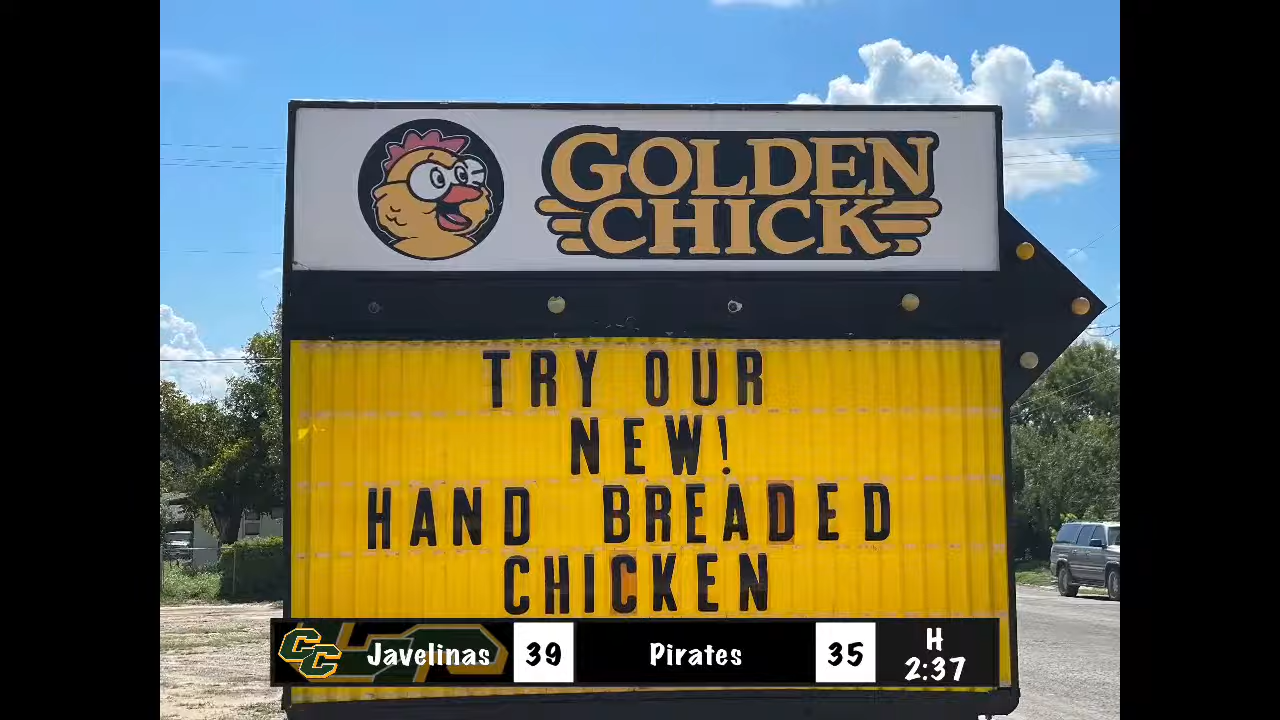 GOLDEN
CHICK
TRY OUR
NEW!
HAND BREADED
CHICKEN
CC Javelinas 39 Pirates 35 H 2:37